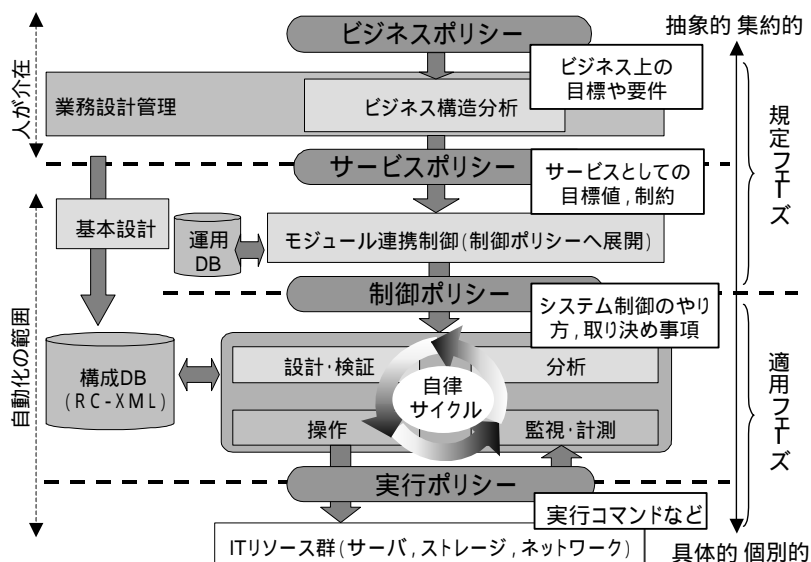 抽象的 集約的
ビジネスポリシー
ビジネス上の
目標や要件
人が介在
業務設計管理
ビジネス構造分析
規定フェーズ
サービスポリシー
サービスとしての
目標値,制約
基本設計
運用
DB
モジュール連携制御(制御ポリシーへ展開)
制御ポリシー
システム制御のやり
方,取り決め事項
自動化の範囲
構成DB
(RC-XML)
設計・検証
分析
自律
サイクル
操作
監視・計測
適用フェーズ
実行ポリシー
実行コマンドなど
ITリソース群(サーバ,ストレージ,ネットワーク)
具体的 個別的